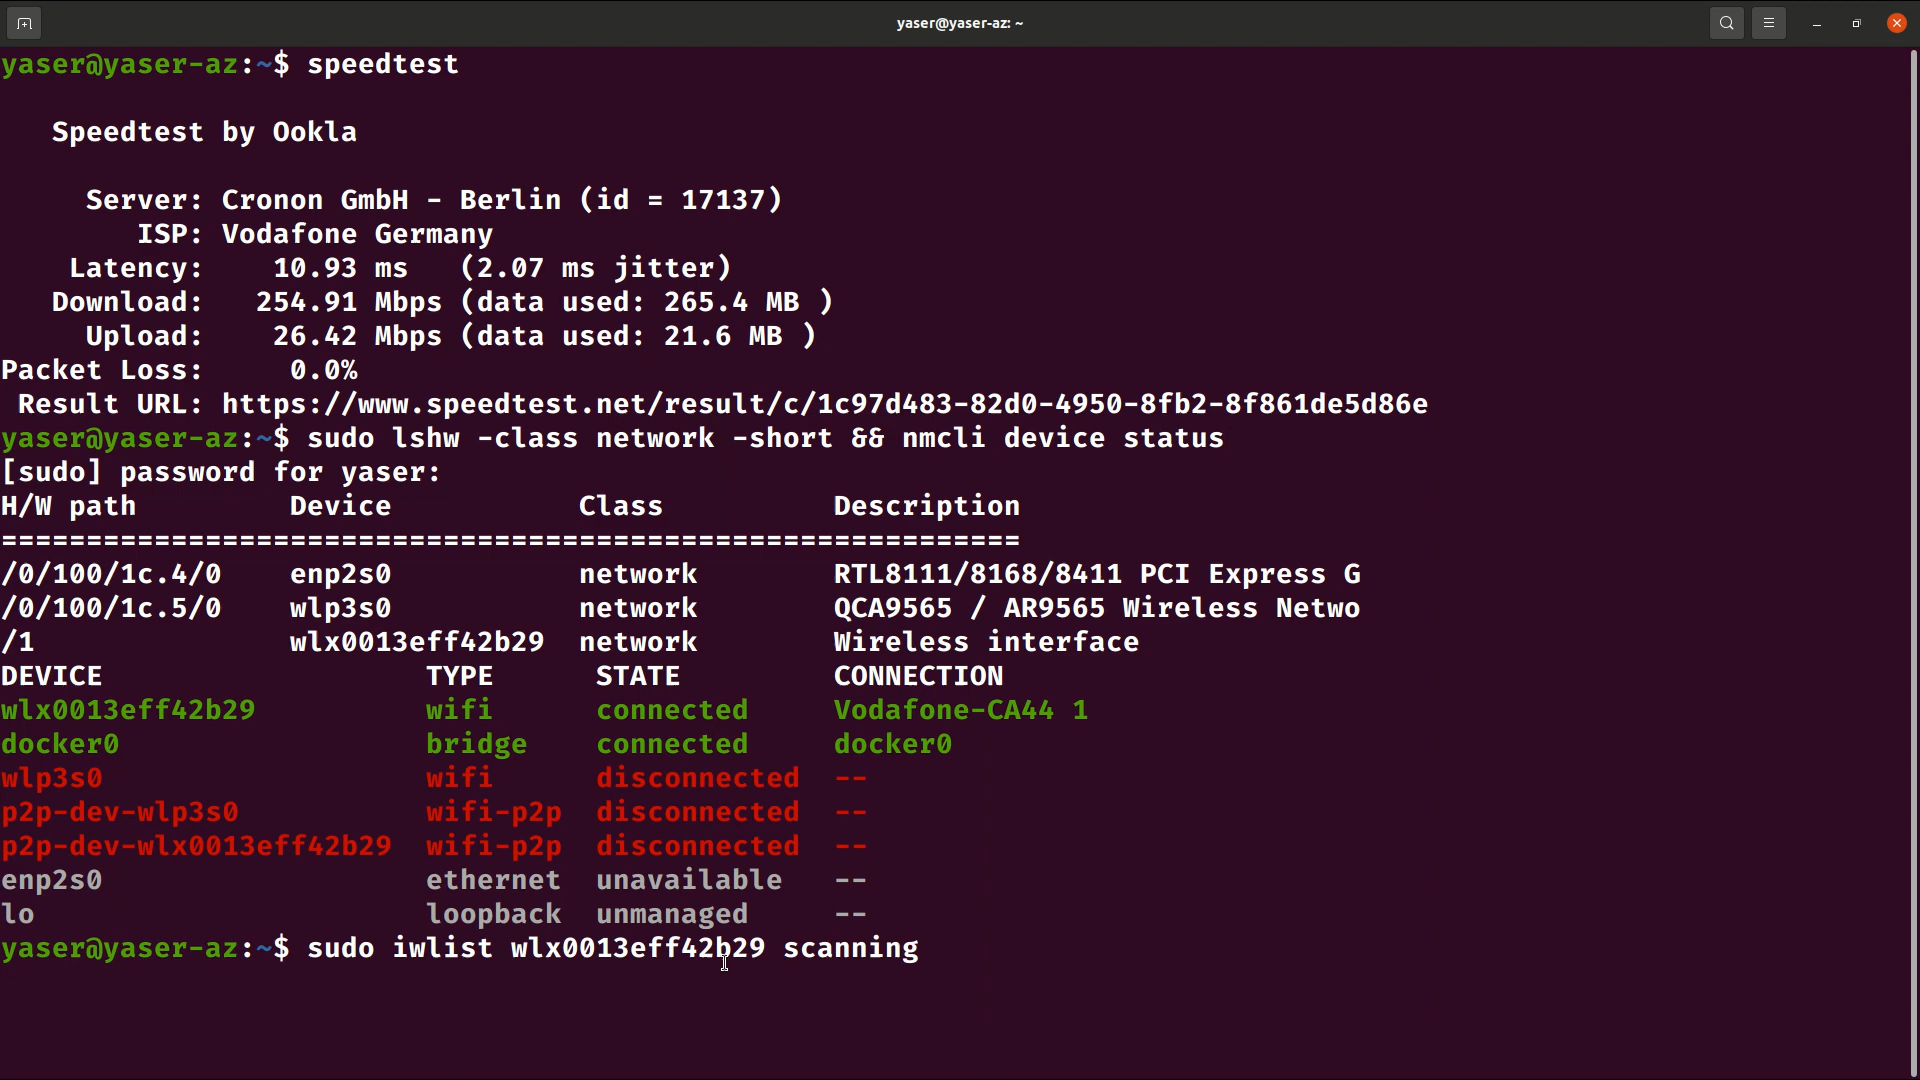 yaser@yaser-az: ~
yaser@yaser-az:~$ speedtest
Speedtest by Ookla
Server: Cronon GmbH - Berlin (id = 17137)
ISP: Vodafone Germany
Latency: 10.93 ms (2.07 ms jitter)
Download: 254.91 Mbps (data used: 265.4 MB )
Upload: 26.42 Mbps (data used: 21.6 MB )
Packet Loss: 0.0%
Result URL: https://www.speedtest.net/result/c/1c97d483-82d0-4950-8fb2-8f861de5d86e
yaser@yaser-az:~$ sudo lshw -class network -short && nmcli device status
[sudo] password for yaser:
H/W path Device Class Description
============================================================
/0/100/1c.4/0 enp2s0 network RTL8111/8168/8411 PCI Express G
/0/100/1c.5/0 wlp3s0 network QCA9565 / AR9565 Wireless Netwo
/1 wlx0013eff42b29 network Wireless interface
DEVICE TYPE STATE CONNECTION
wlx0013eff42b29 wifi connected Vodafone-CA44 1
docker0 bridge connected docker0
wlp3s0 wifi disconnected --
p2p-dev-wlp3s0 wifi-p2p disconnected --
p2p-dev-wlx0013eff42b29 wifi-p2p disconnected --
enp2s0 ethernet unavailable --
lo loopback unmanaged --
yaser@yaser-az:~$ sudo iwlist wlx0013eff42b29 scanning